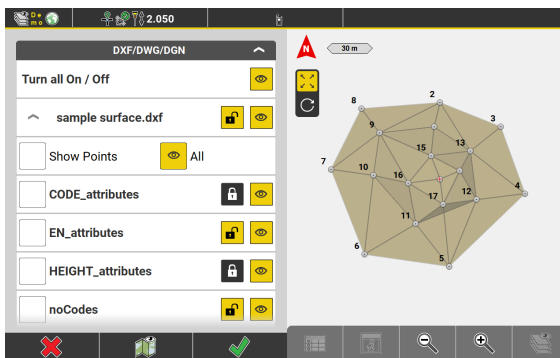 De
mo
2.050
DXF/DWG/DGN
Turn all On / Off
sample surface.dxf
Show Points
All
CODE_attributes
EN_attributes
HEIGHT_attributes
noCodes
N
30 m
2
8
3
9
13
15
7
10
16
4
12
17
11
6
5